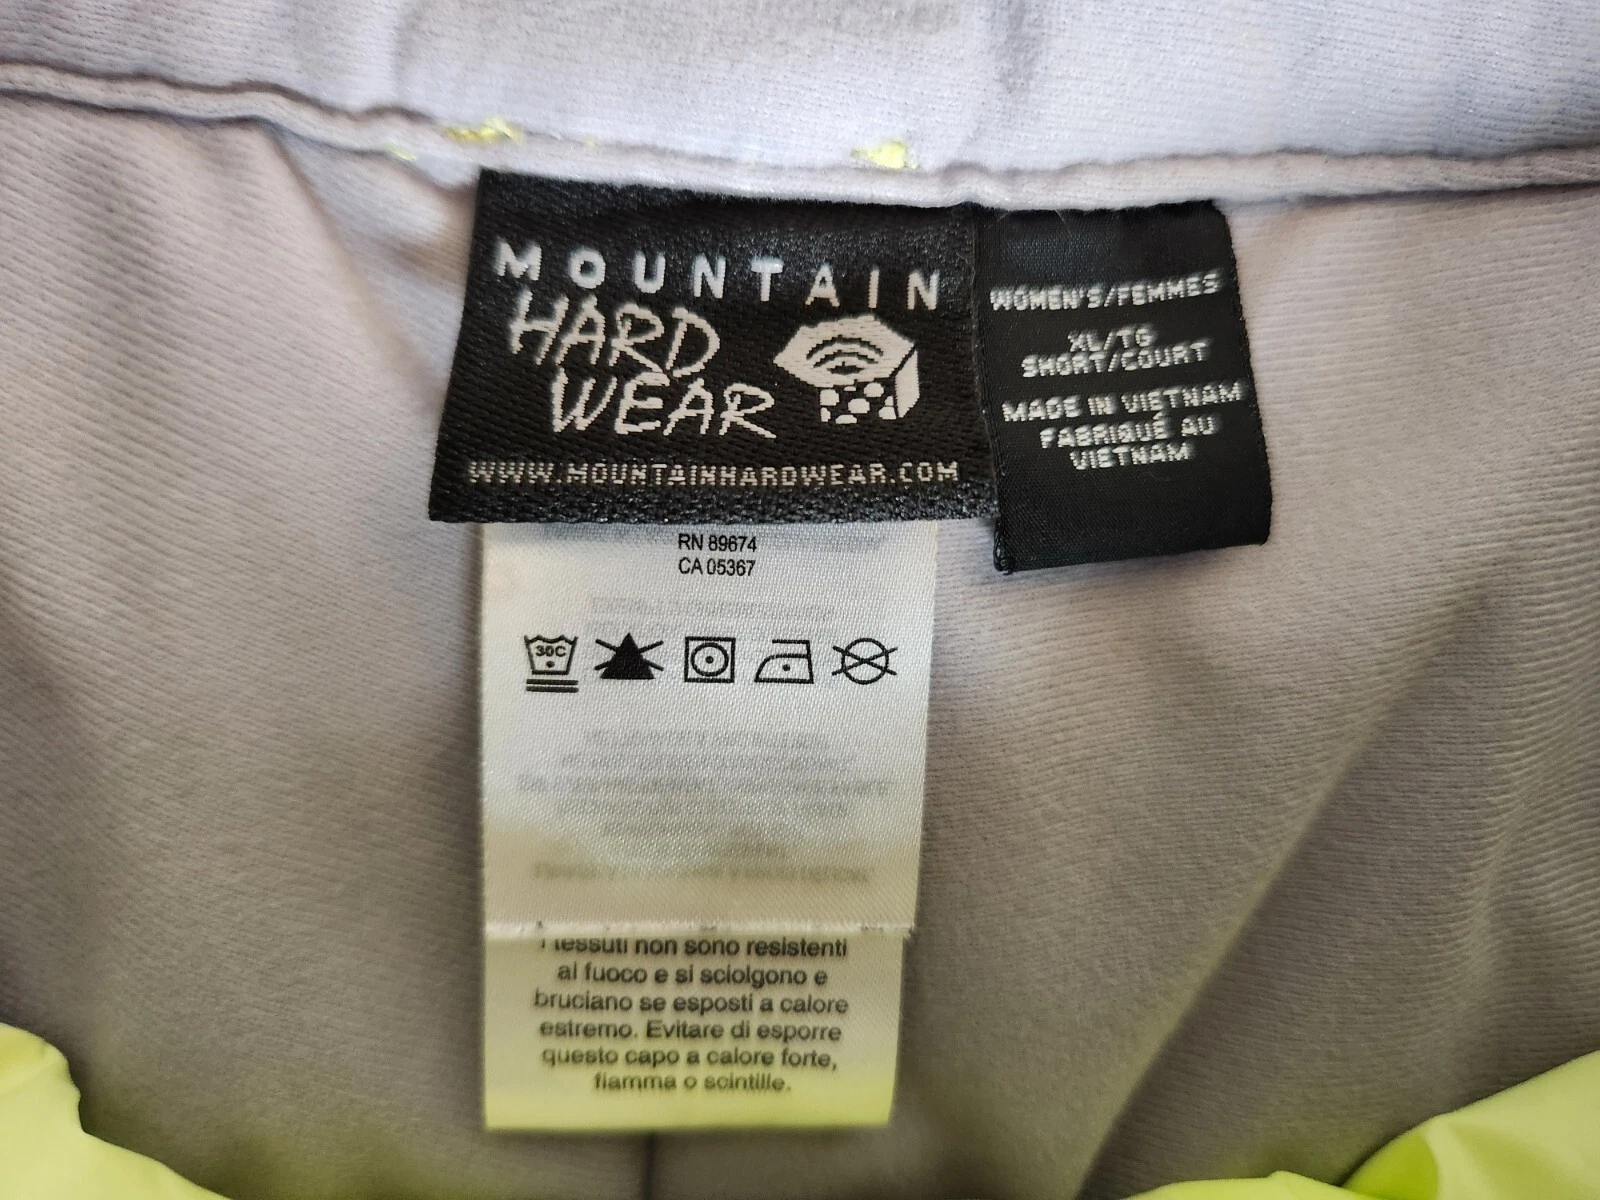 MOUNTAIN
HARD
WEAR
WWW.MOUNTAINHARDWEAR.COM
WOMEN'S/FEMMES
XL/TG
SHORT/COURT
MADE IN VIETNAM
FABRIQUÉ AU
VIETNAM
RN 89674
CA 05367
30C
I tessuti non sono resistenti
al fuoco e si sciolgono e
bruciano se esposti a calore
estremo. Evitare di esporre
questo capo a calore forte,
fiamma o scintille.